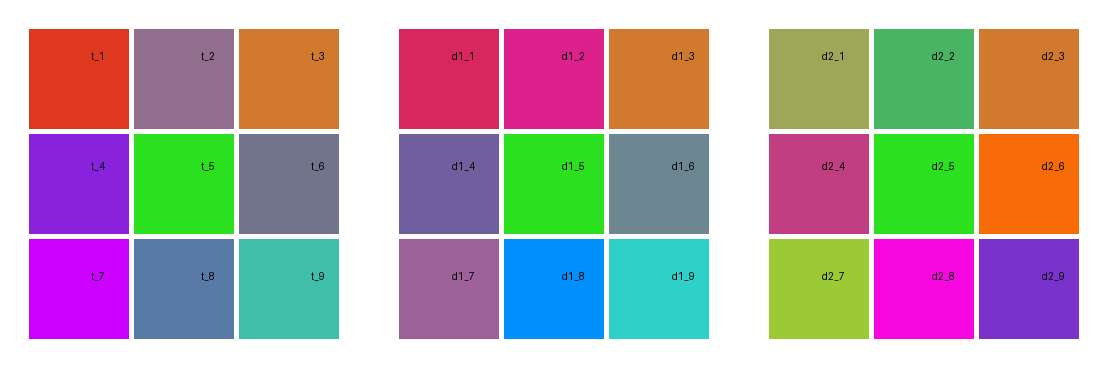 t_1 t_2 t_3 d1_1 d1_2 d1_3 d2_1 d2_2 d2_3
t_4 t_5 t_6 d1_4 d1_5 d1_6 d2_4 d2_5 d2_6
t_7 t_8 t_9 d1_7 d1_8 d1_9 d2_7 d2_8 d2_9